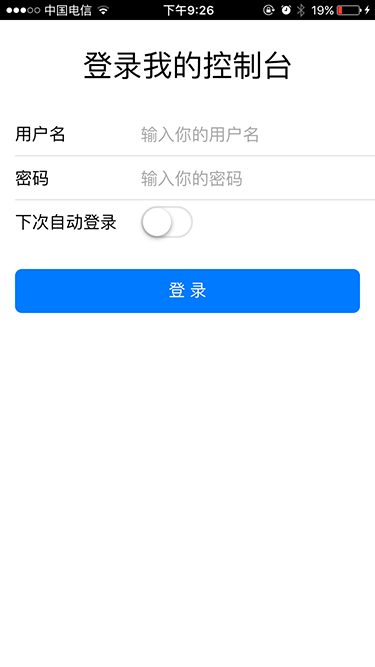 中国电信 下午9:26 19%
登录我的控制台
用户名 输入你的用户名
密码 输入你的密码
下次自动登录
登 录